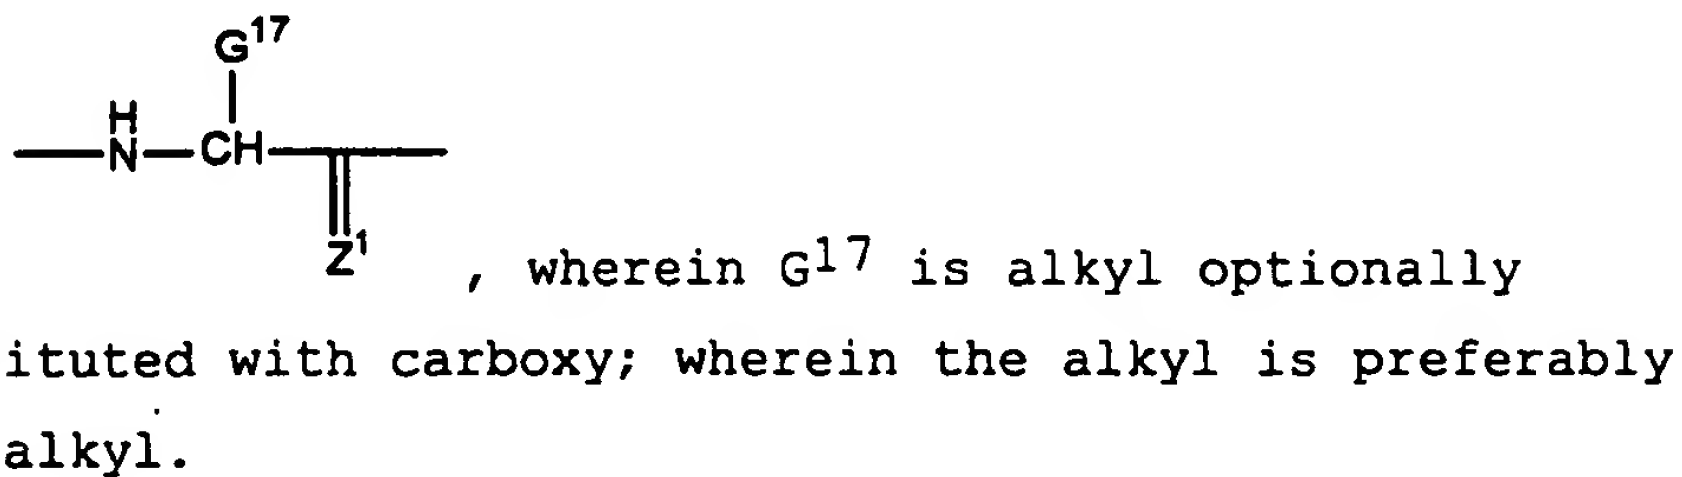 G17
H
N CH
Z1 , wherein G17 is alkyl optionally
ituted with carboxy; wherein the alkyl is preferably
alkyl.